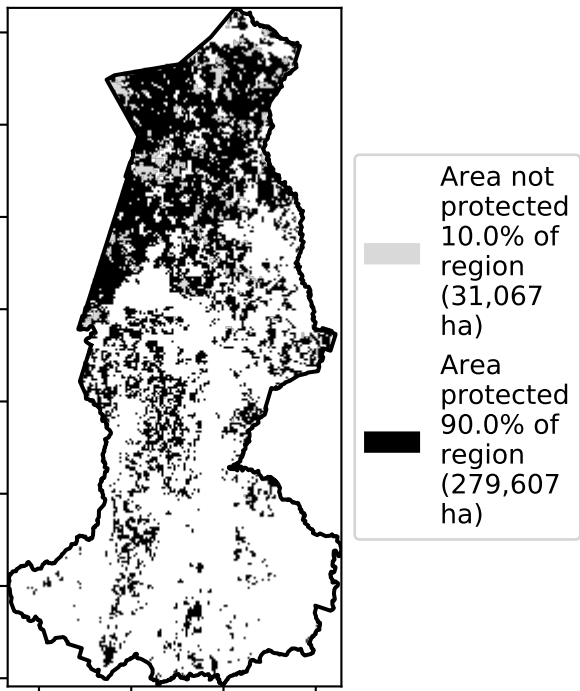 Area not
protected
10.0% of
region
(31,067
ha)
Area
protected
90.0% of
region
(279,607
ha)